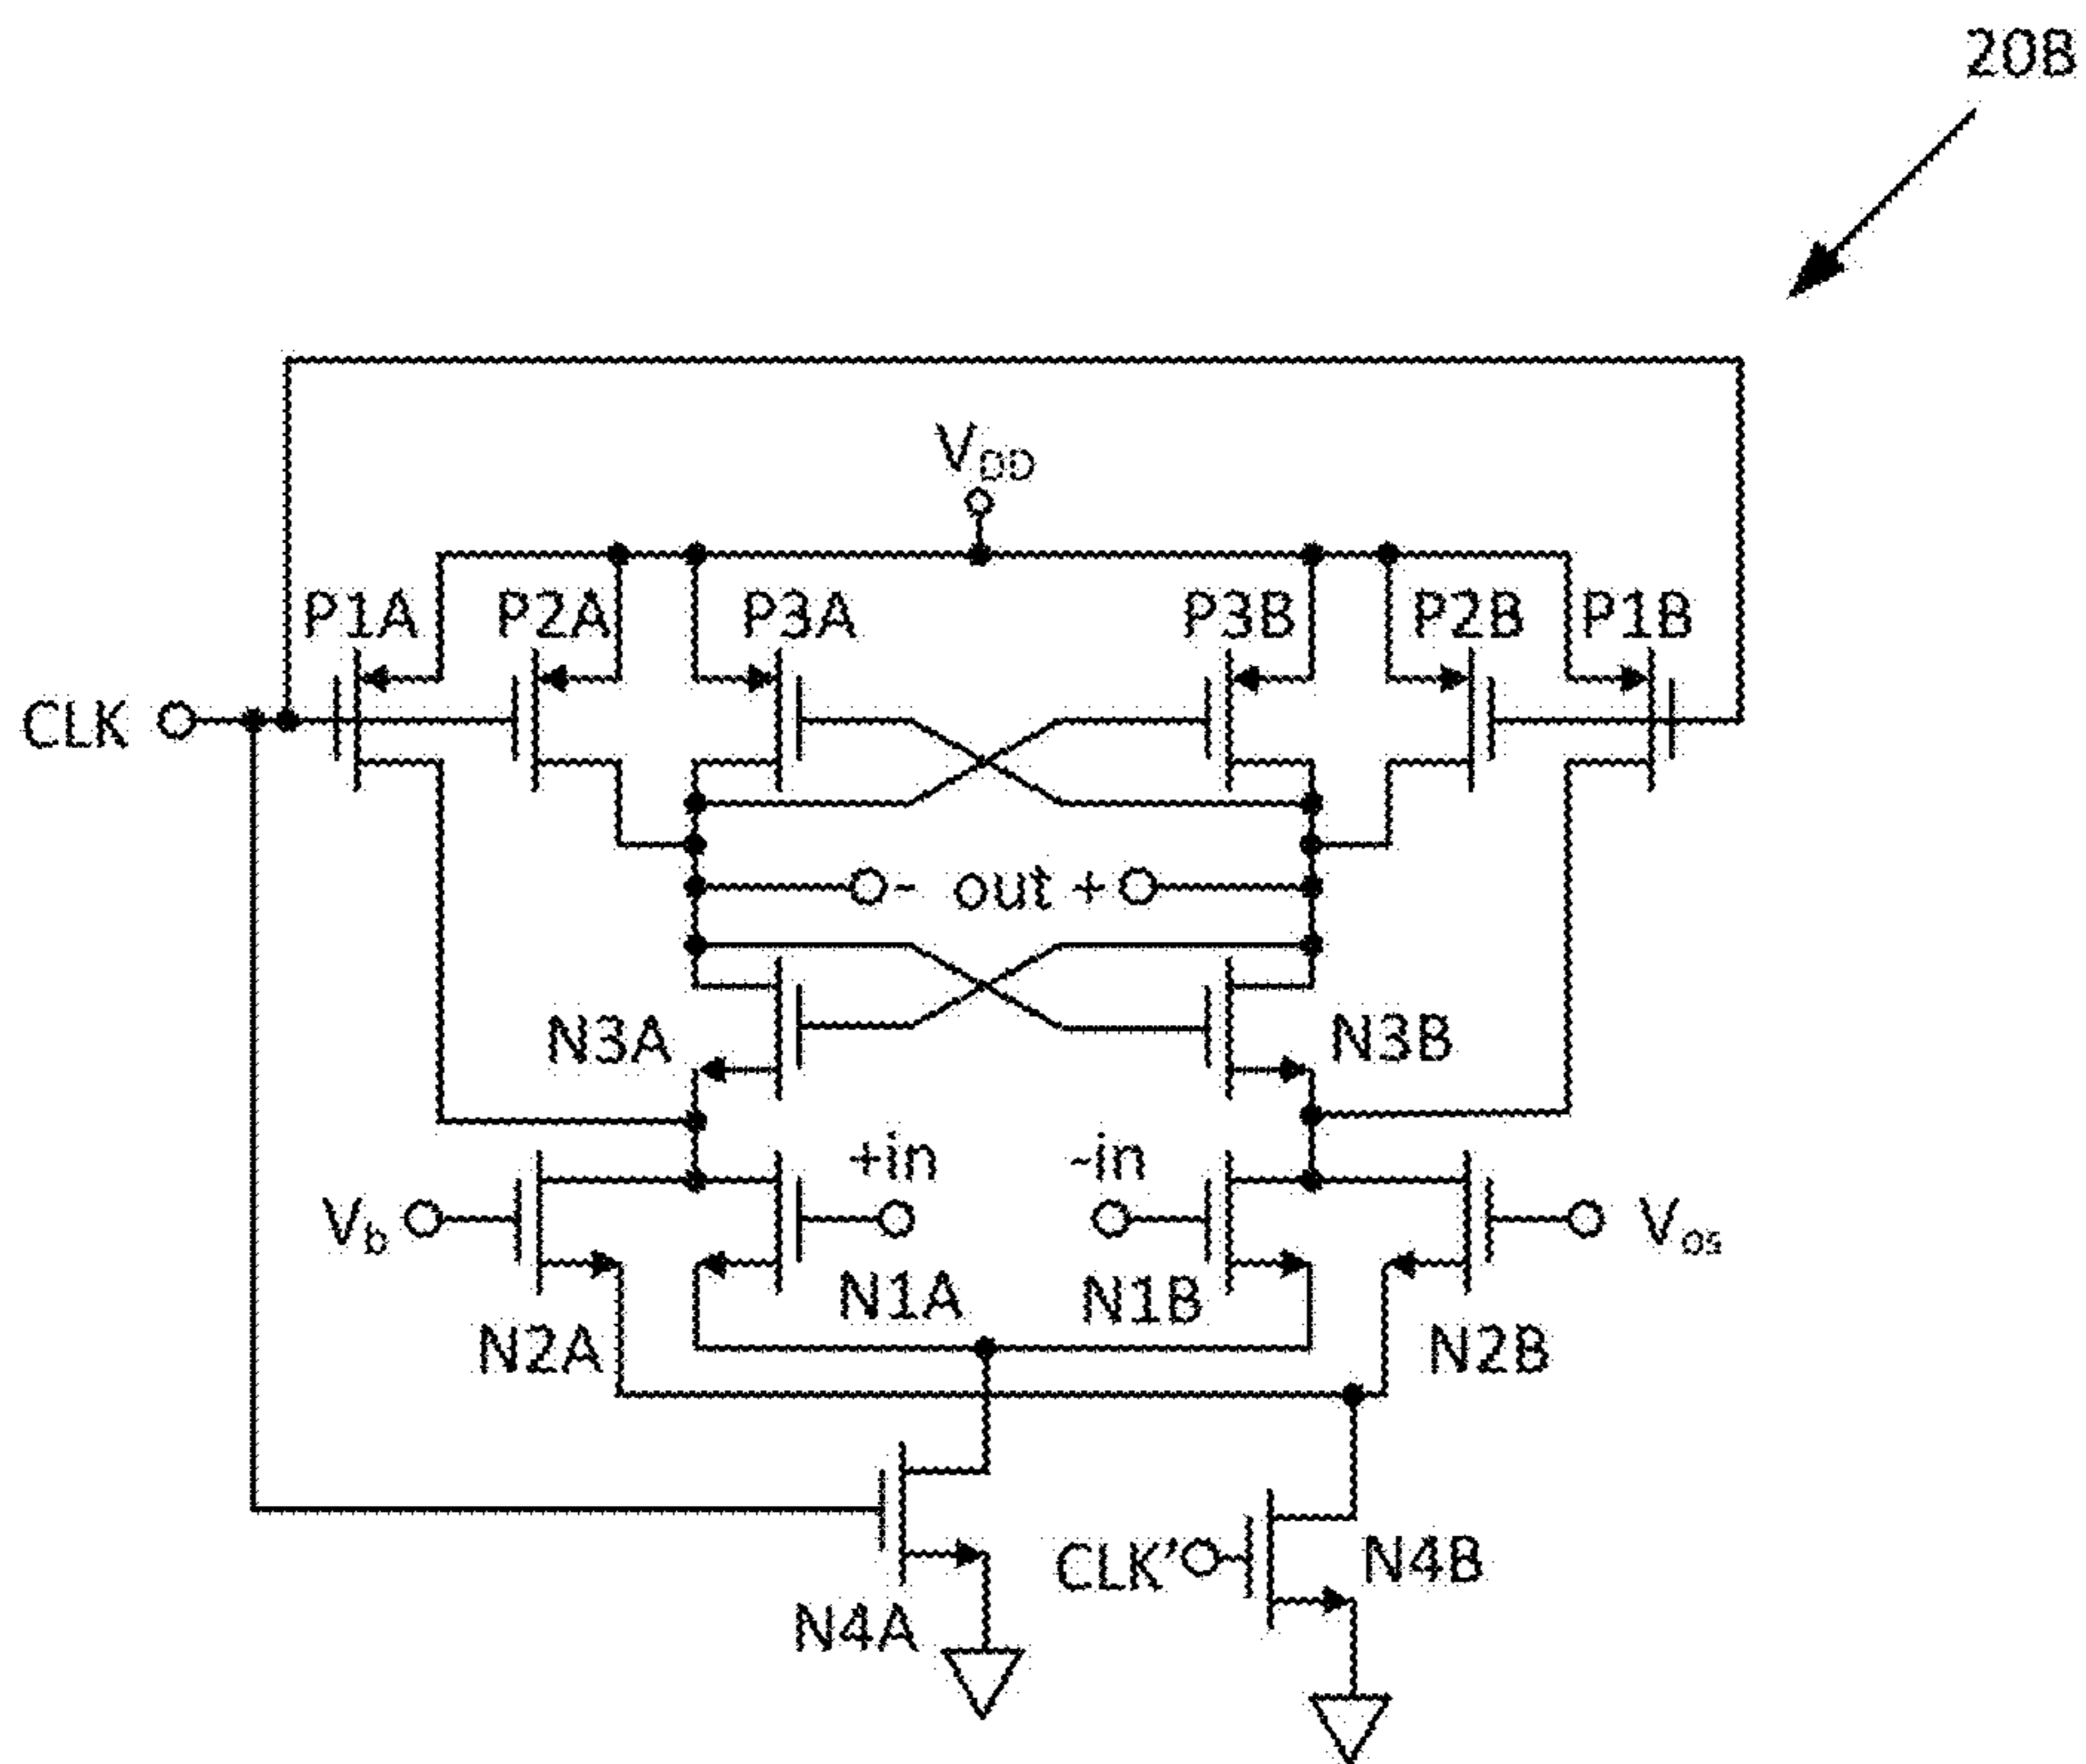 20B
VDD
P1A P2A P3A P3B P2B P1B
CLK
- out +
N3A N3B
+in -in
Vb Vos
N1A N1B
N2A N2B
CLK' N4B
N4A